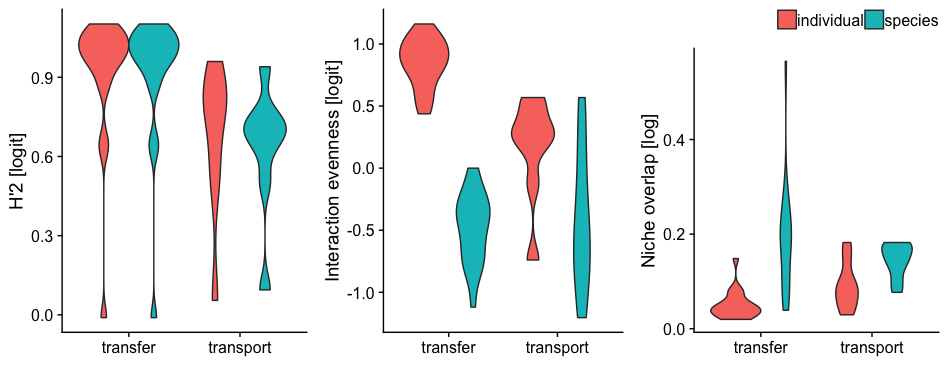 H'2 [logit]
0.9
0.6
0.3
0.0
transfer transport
Interaction evenness [logit]
1.0
0.5
0.0
-0.5
-1.0
transfer transport
individual species
Niche overlap [log]
0.4
0.2
0.0
transfer transport